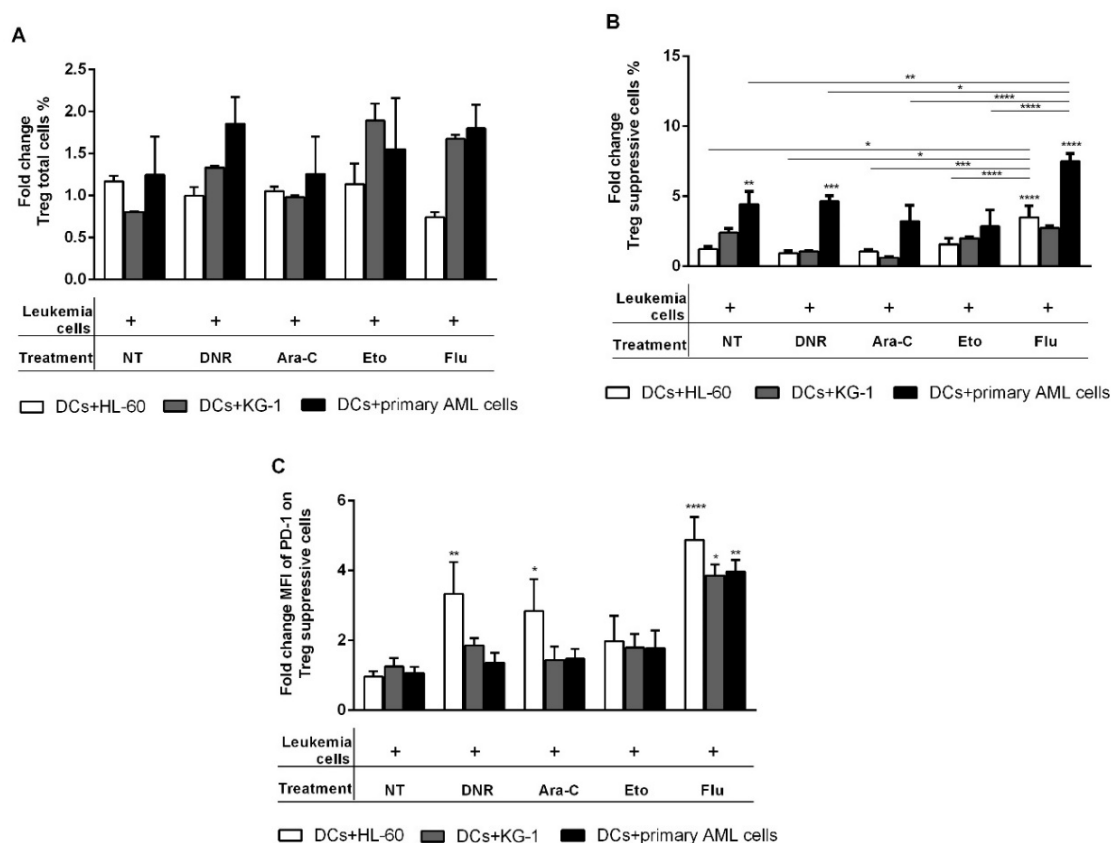 A
Fold change
Treg total cells %
2.5
2.0
1.5
1.0
0.5
0.0
Leukemia
cells
+ + + + +
Treatment NT DNR Ara-C Eto Flu
DCs+HL-60 DCs+KG-1 DCs+primary AML cells
B
Fold change
Treg suppressive cells %
15
10
5
0
**
*
****
****
*
*
***
****
** *** **** ****
Leukemia
cells
+ + + + +
Treatment NT DNR Ara-C Eto Flu
DCs+HL-60 DCs+KG-1 DCs+primary AML cells
C
Fold change MFI of PD-1 on
Treg suppressive cells
6
4
2
0
** * **** * **
Leukemia
cells
+ + + + +
Treatment NT DNR Ara-C Eto Flu
DCs+HL-60 DCs+KG-1 DCs+primary AML cells